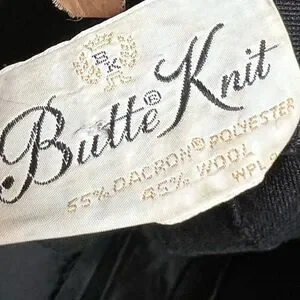 BK
Butte® Knit
55% DACRON® POLYESTER
45% WOOL
WPL